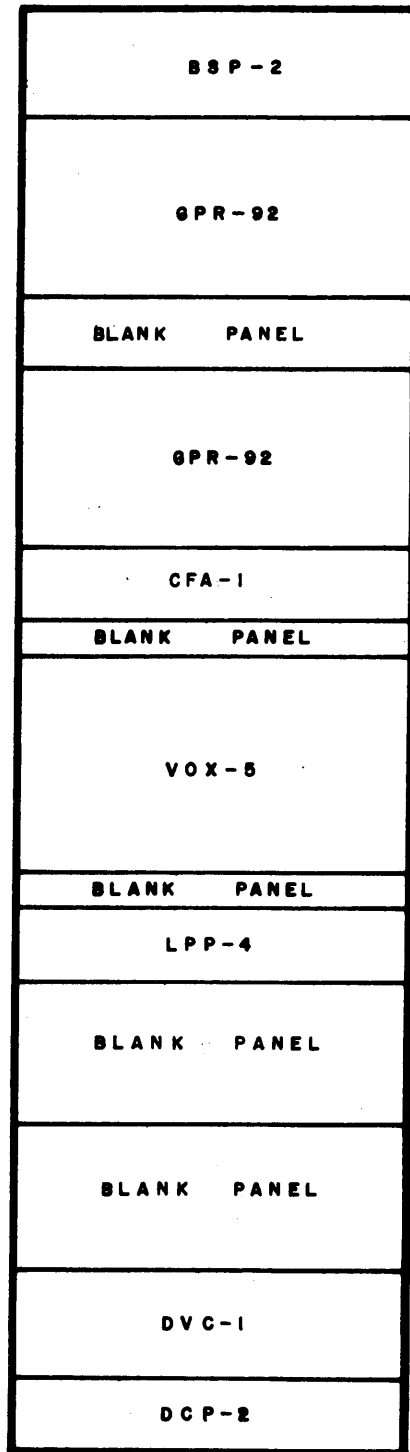 BSP-2
GPR-92
BLANK PANEL
GPR-92
CFA-1
BLANK PANEL
VOX-5
BLANK PANEL
LPP-4
BLANK PANEL
BLANK PANEL
DVC-1
DCP-2